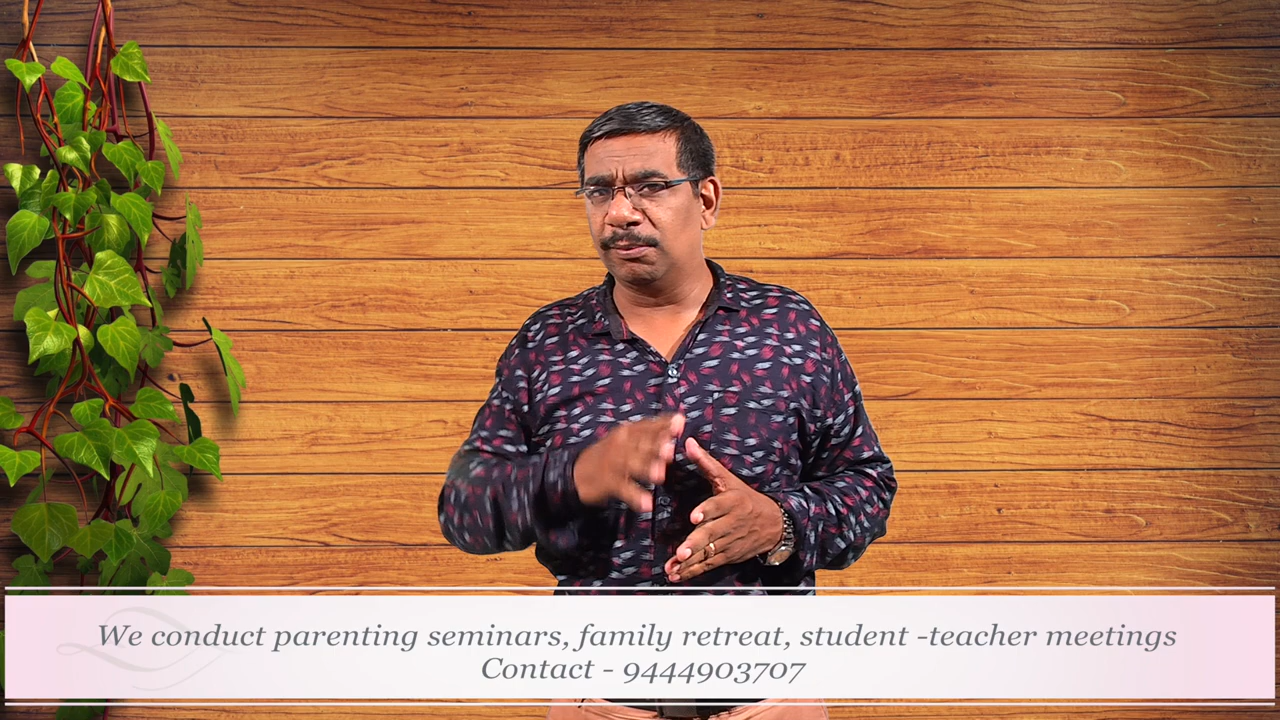 We conduct parenting seminars, family retreat, student -teacher meetings
Contact - 9444903707